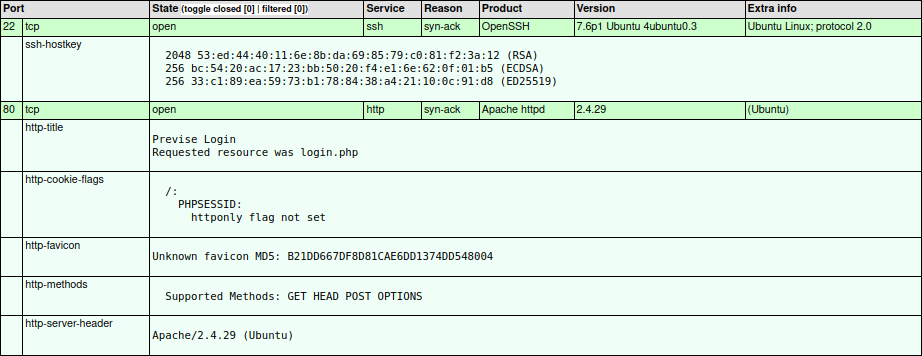 Port State (toggle closed [0] | filtered [0]) Service Reason Product Version Extra info
22 tcp open ssh syn-ack OpenSSH 7.6p1 Ubuntu 4ubuntu0.3 Ubuntu Linux; protocol 2.0
ssh-hostkey
2048 53:ed:44:40:11:6e:8b:da:69:85:79:c0:81:f2:3a:12 (RSA)
256 bc:54:20:ac:17:23:bb:50:20:f4:e1:6e:62:0f:01:b5 (ECDSA)
256 33:c1:89:ea:59:73:b1:78:84:38:a4:21:10:0c:91:d8 (ED25519)
80 tcp open http syn-ack Apache httpd 2.4.29 (Ubuntu)
http-title
Previse Login
Requested resource was login.php
http-cookie-flags
/:
PHPSESSID:
httponly flag not set
http-favicon
Unknown favicon MD5: B21DD667DF8D81CAE6DD1374DD548004
http-methods
Supported Methods: GET HEAD POST OPTIONS
http-server-header
Apache/2.4.29 (Ubuntu)